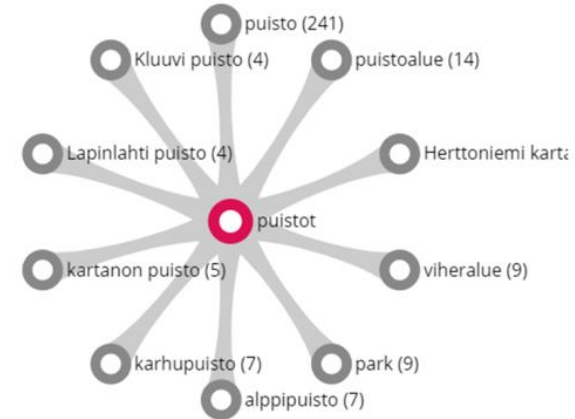 puisto (241)
Kluuvi puisto (4)
puistoalue (14)
Lapinlahti puisto (4)
Herttoniemi karta
puistot
kartanon puisto (5)
viheralue (9)
karhupuisto (7)
park (9)
alppipuisto (7)